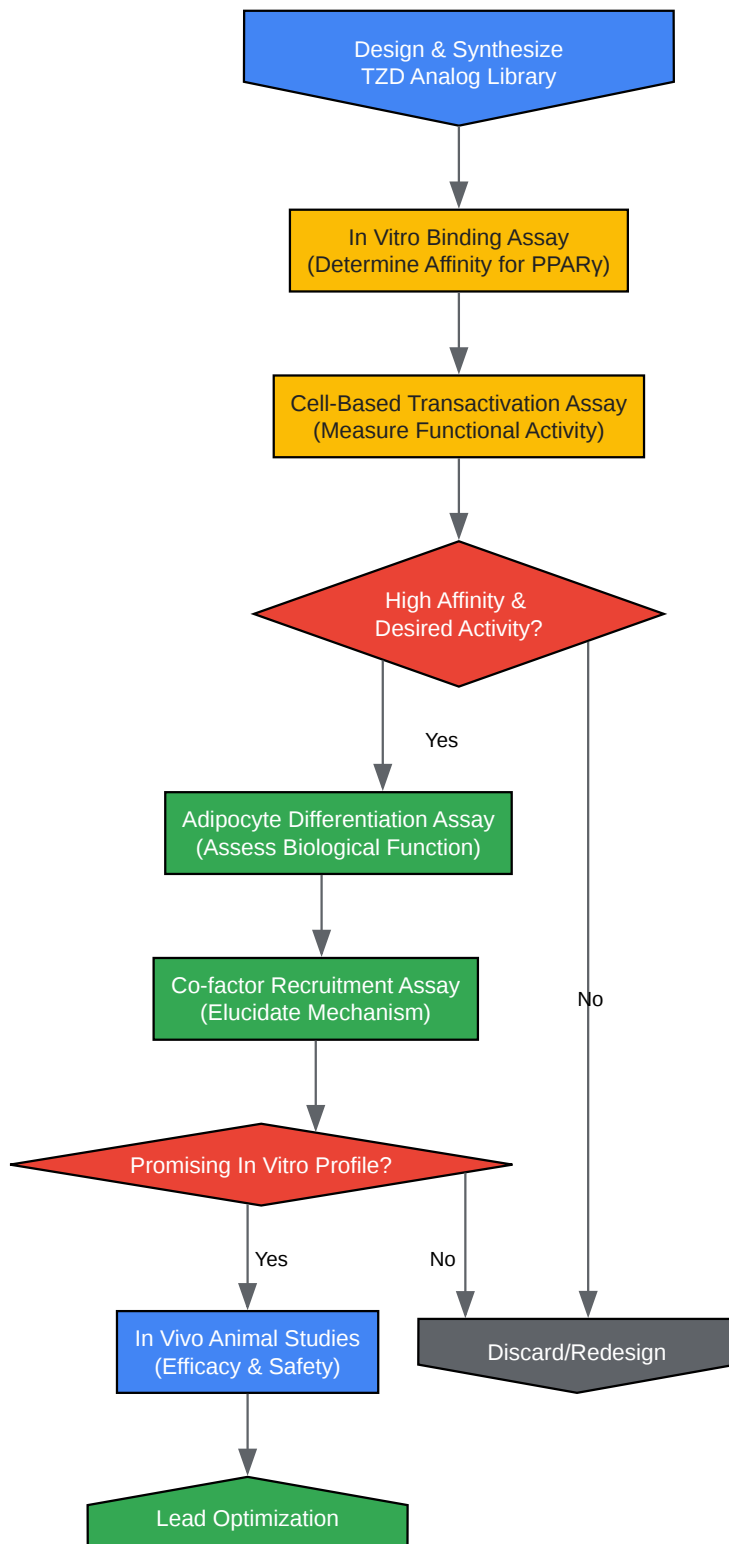 Design & Synthesize
TZD Analog Library
In Vitro Binding Assay
(Determine Affinity for PPARγ)
Cell-Based Transactivation Assay
(Measure Functional Activity)
High Affinity &
Desired Activity?
Yes
Adipocyte Differentiation Assay
(Assess Biological Function)
Co-factor Recruitment Assay
(Elucidate Mechanism)
No
Promising In Vitro Profile?
Yes
No
In Vivo Animal Studies
(Efficacy & Safety)
Discard/Redesign
Lead Optimization